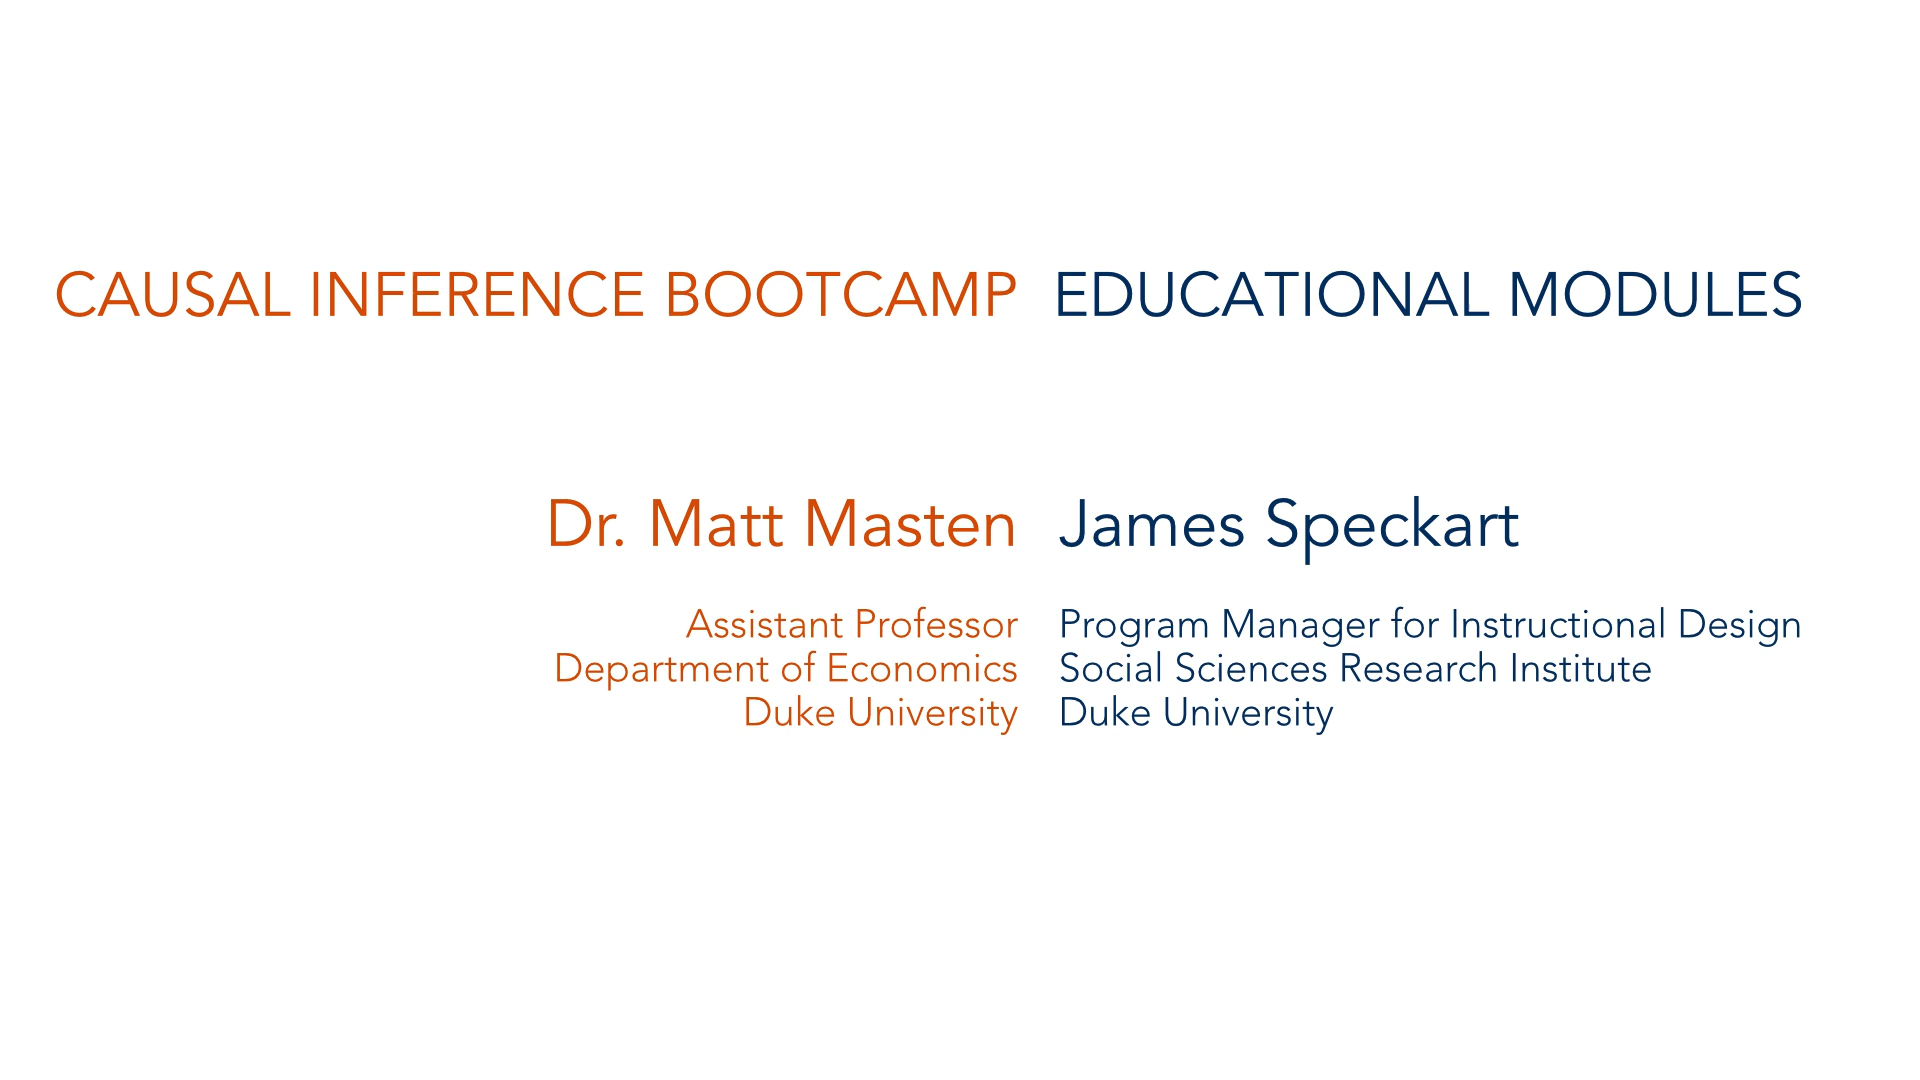 CAUSAL INFERENCE BOOTCAMP EDUCATIONAL MODULES
Dr. Matt Masten
Assistant Professor
Department of Economics
Duke University
James Speckart
Program Manager for Instructional Design
Social Sciences Research Institute
Duke University